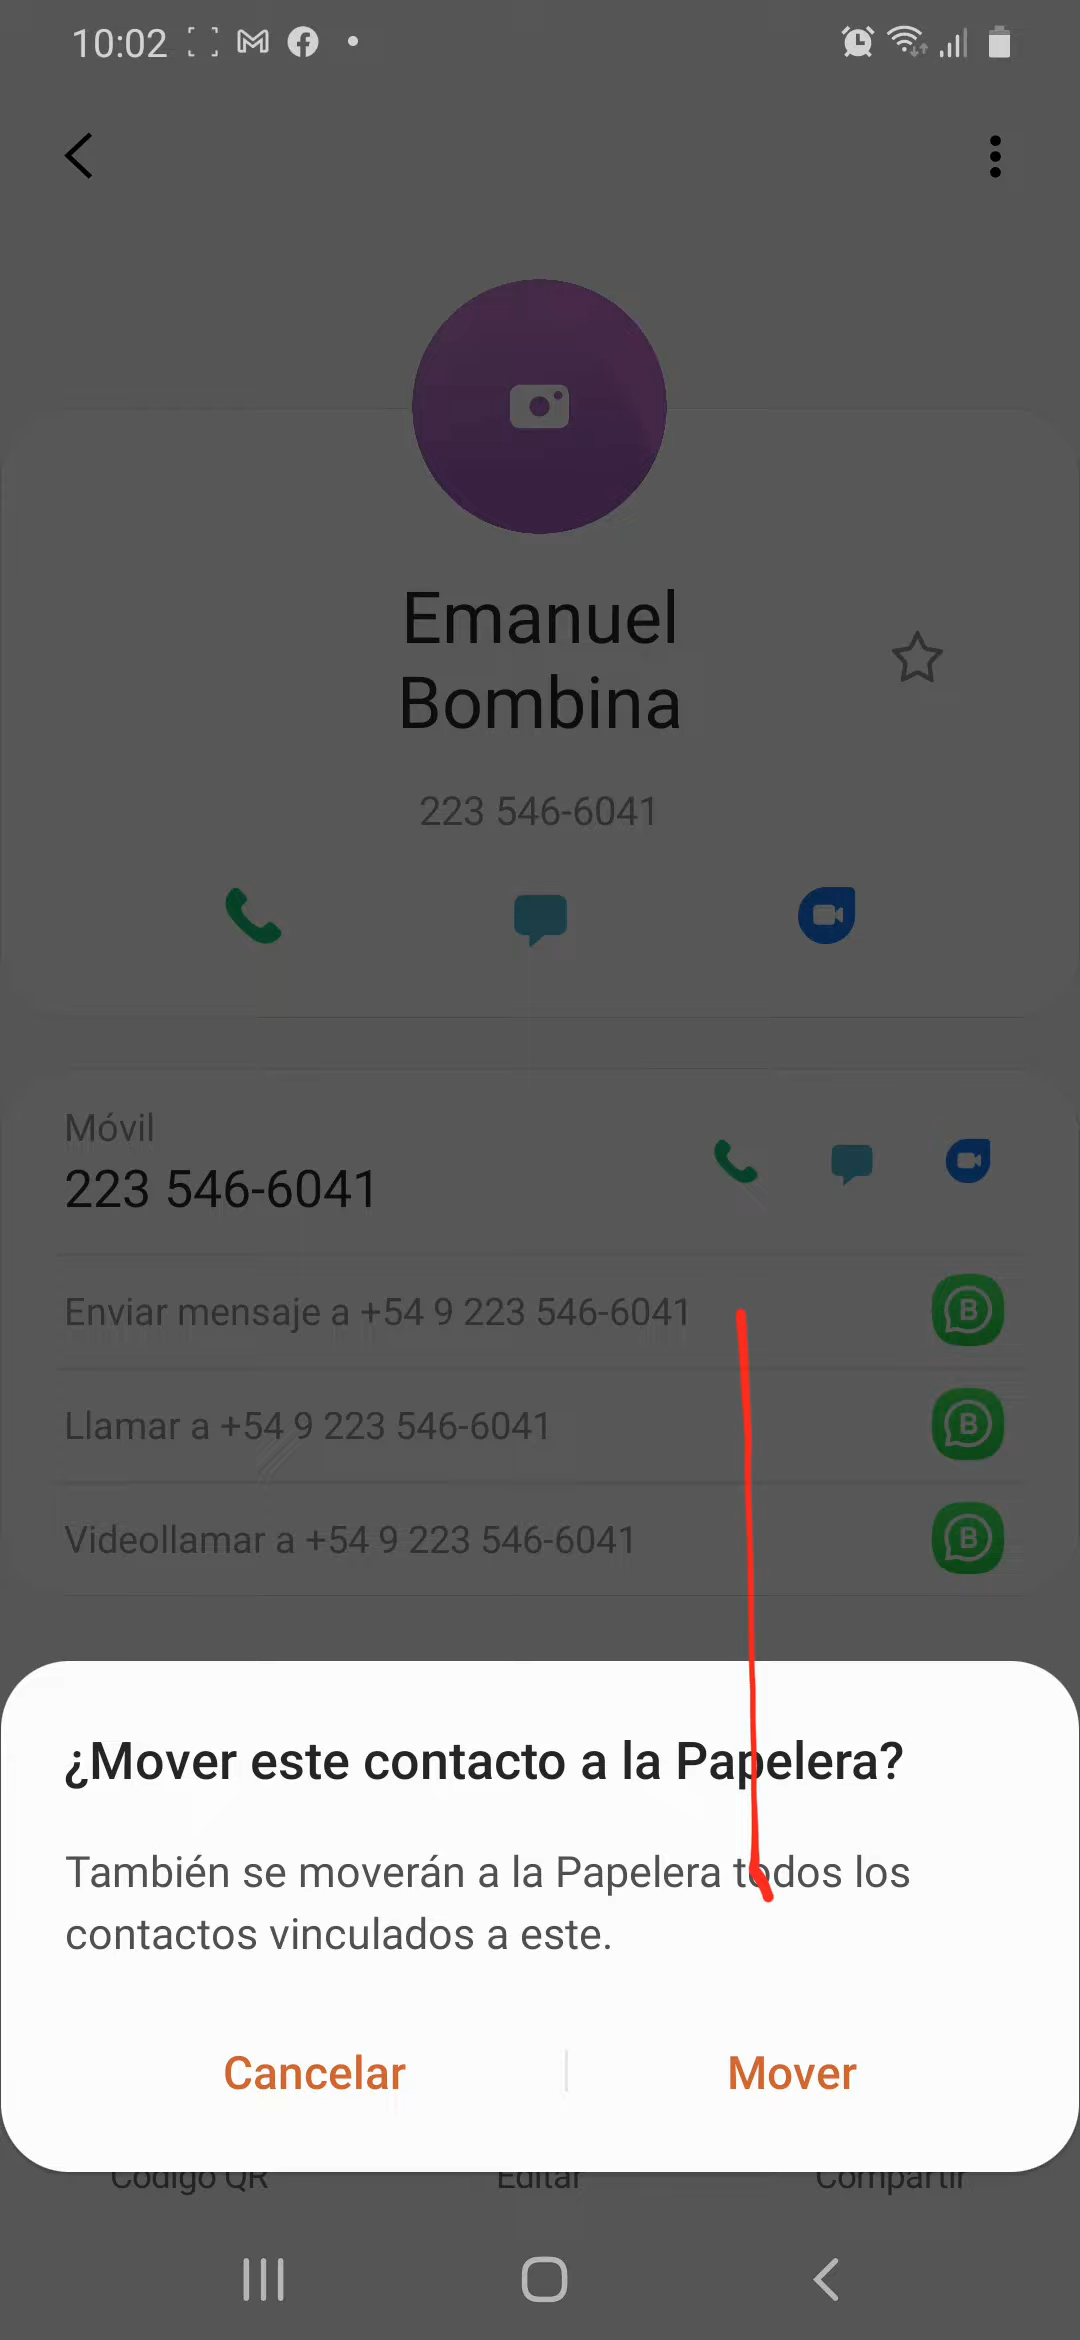 10:02
Emanuel
Bombina
223 546-6041
Móvil
223 546-6041
Enviar mensaje a +54 9 223 546-6041
Llamar a +54 9 223 546-6041
Videollamar a +54 9 223 546-6041
¿Mover este contacto a la Papelera?
También se moverán a la Papelera todos los
contactos vinculados a este.
Cancelar
Mover
Código QR
Editar
Compartir